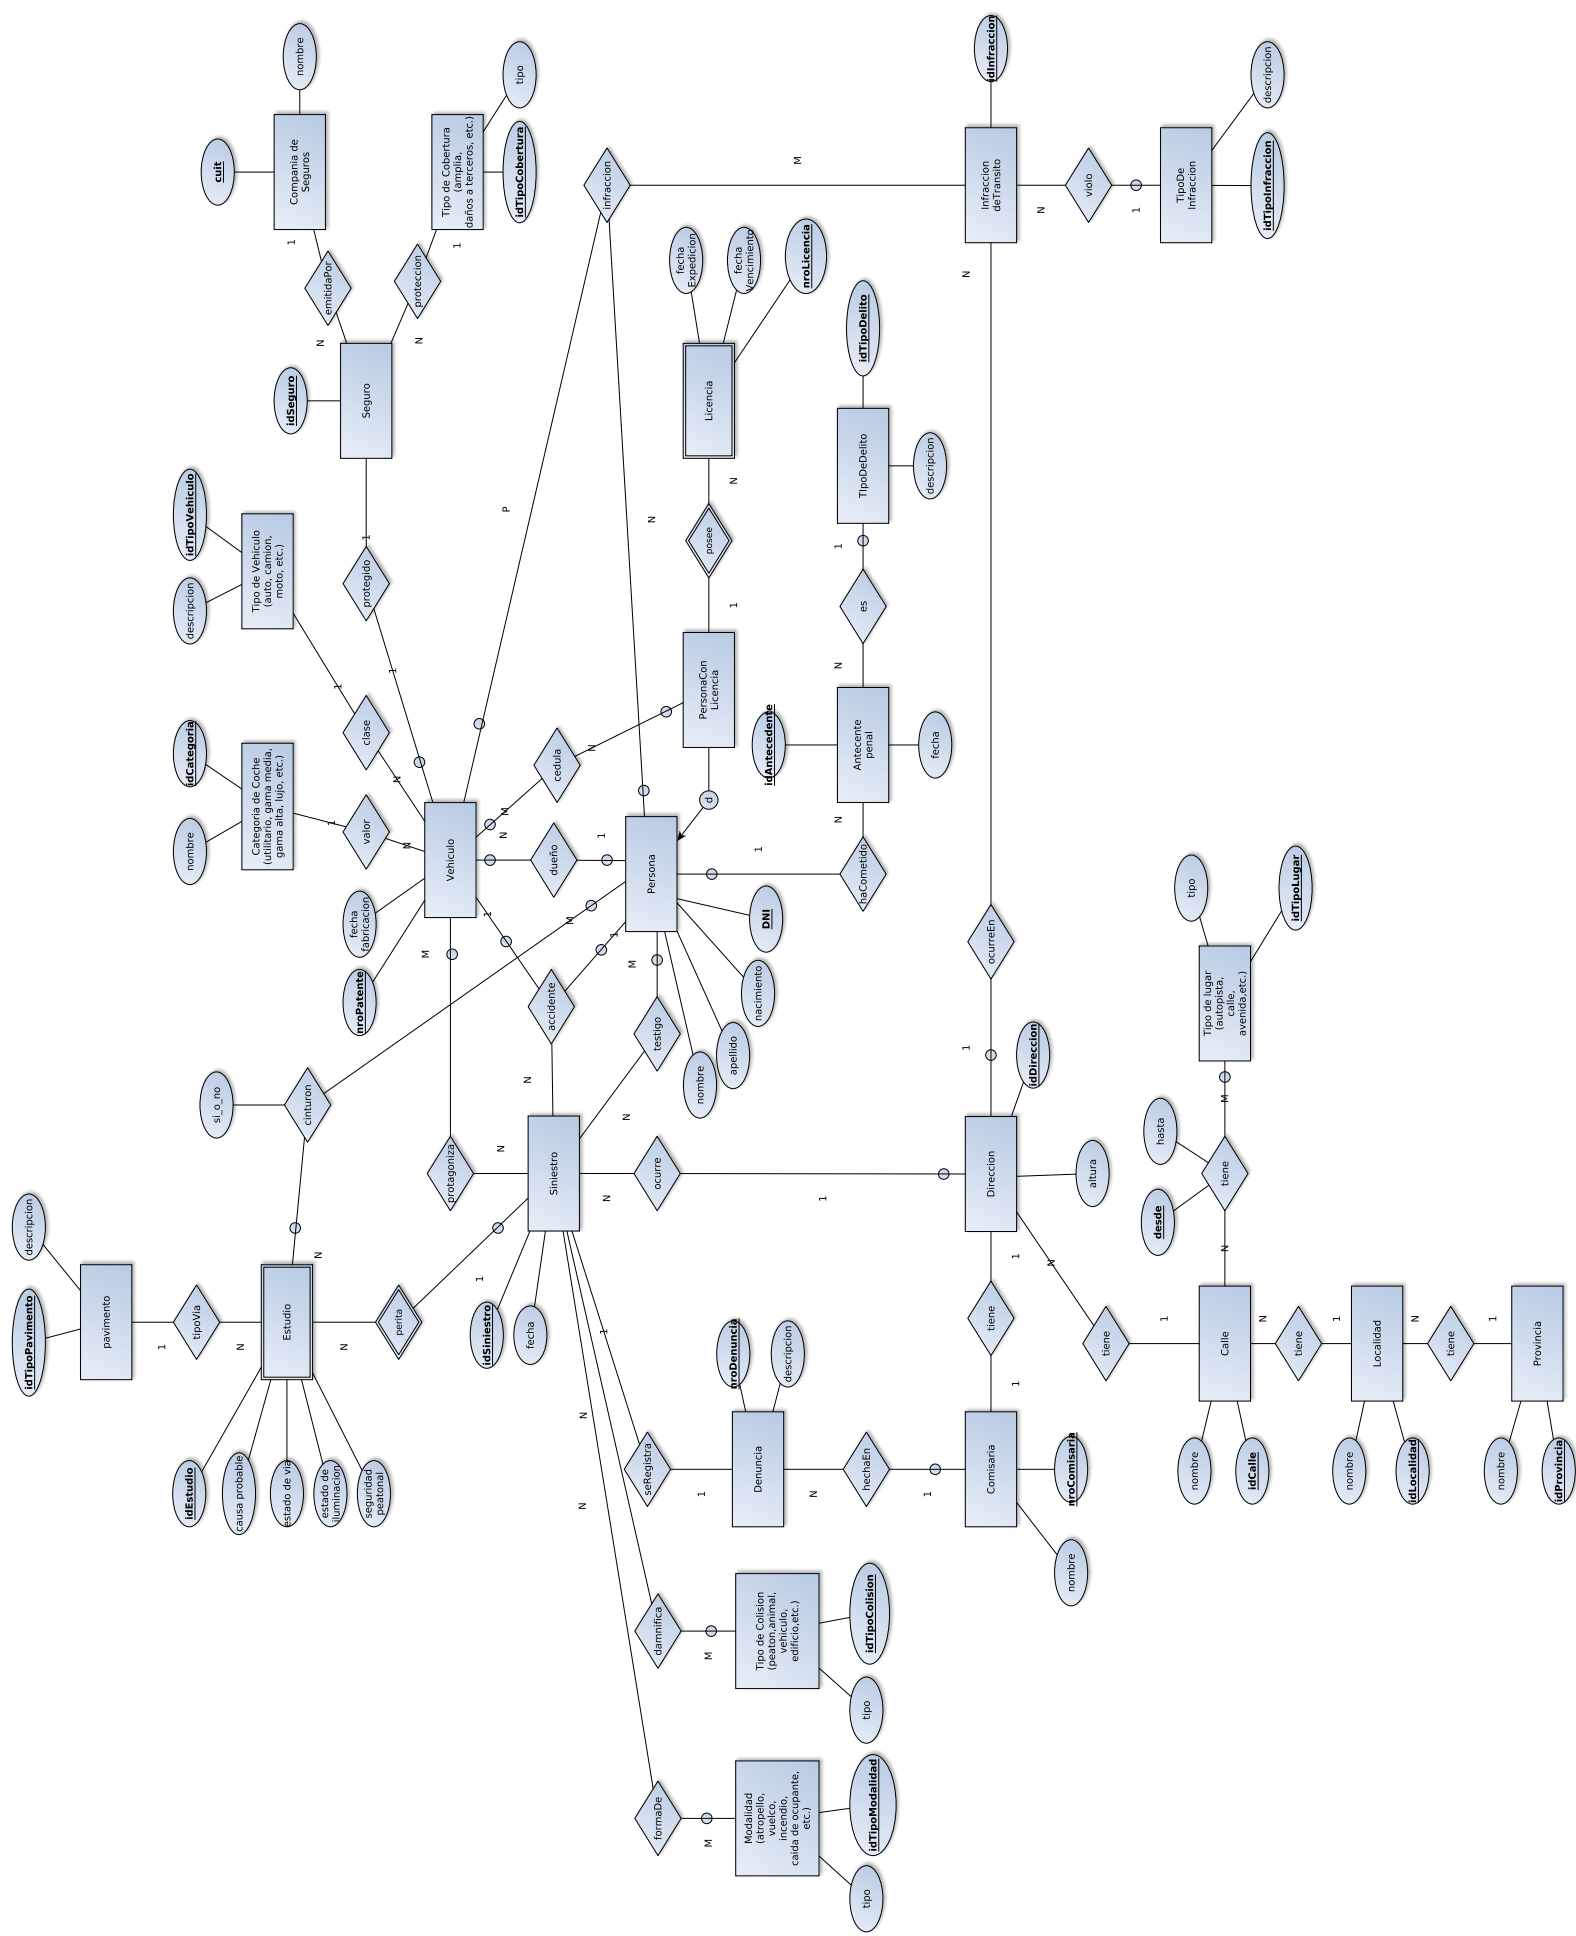 idTipoPavimento
descripcion
pavimento
1
tipoVia
N
idEstudio
causa probable
estado de via
estado de
iluminacion
seguridad
peatonal
Estudio
N
N
perita
1
si_o_no
cinturon
M
nombre
idCategoria
Categoria de Coche
(utilitario, gama media,
gama alta, lujo, etc.)
1
valor
N
descripcion
idTipoVehiculo
Tipo de Vehiculo
(auto, camion,
moto, etc.)
1
clase
N
cuit
nombre
Compania de
Seguros
1
emitidaPor
N
idSeguro
Seguro
1
protegido
1
tipo
Tipo de Cobertura
(amplia,
daños a terceros, etc.)
idTipoCobertura
1
proteccion
N
nroPatente
fecha
fabricacion
Vehiculo
M
protagoniza
N
1
accidente
1
N
N
dueño
1
M
cedula
N
P
infraccion
N
M
idSiniestro
fecha
Siniestro
N
testigo
M
N
ocurre
1
Persona
nombre
apellido
nacimiento
DNI
d
PersonaCon
Licencia
1
posee
N
Licencia
fecha
Expedicion
fecha
Vencimiento
nroLicencia
1
haCometido
N
idAntecedente
Antecente
penal
fecha
N
es
1
TIpoDeDelito
idTipoDelito
descripcion
N
formaDe
M
Modalidad
(atropello,
vuelco,
incendio,
caida de ocupante,
etc.)
tipo
idTipoModalidad
N
damnifica
M
Tipo de Colision
(peaton,animal,
vehiculo,
edificio,etc.)
tipo
idTipoColision
1
seRegistra
1
nroDenuncia
descripcion
Denuncia
N
hechaEn
1
Comisaria
nombre
nroComisaria
1
tiene
1
Direccion
idDireccion
altura
1
ocurreEn
N
Infraccion
deTransito
idInfraccion
N
violo
1
TipoDe
Infraccion
idTipoInfraccion
descripcion
N
tiene
1
nombre
idCalle
Calle
N
tiene
M
desde
hasta
Tipo de lugar
(autopista,
calle,
avenida,etc.)
tipo
idTipoLugar
N
tiene
1
nombre
idLocalidad
Localidad
N
tiene
1
nombre
idProvincia
Provincia